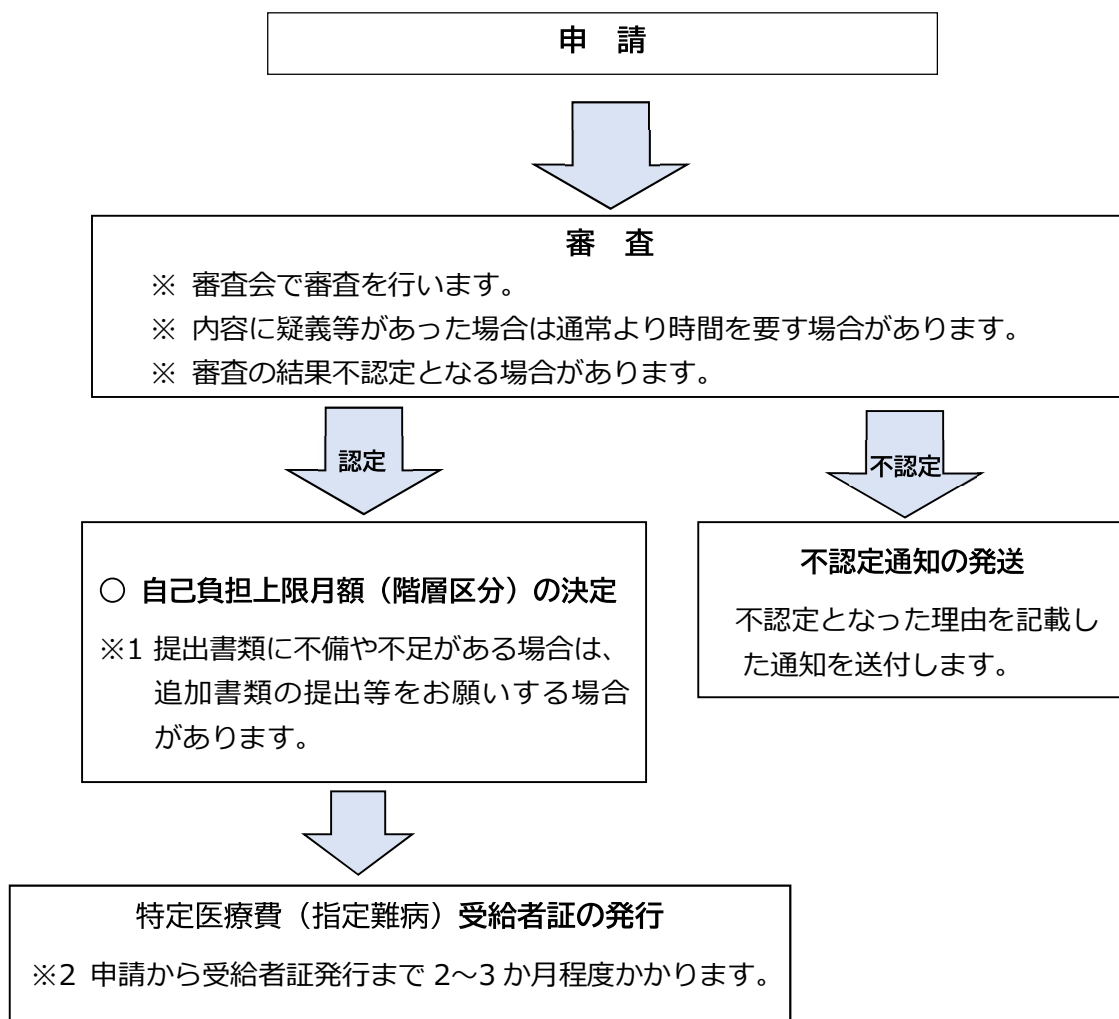 申 請
審 査
※ 審査会で審査を行います。
※ 内容に疑義等があった場合は通常より時間を要す場合があります。
※ 審査の結果不認定となる場合があります。
認定
不認定
○ 自己負担上限月額（階層区分）の決定
※1 提出書類に不備や不足がある場合は、
追加書類の提出等をお願いする場合
があります。
不認定通知の発送
不認定となった理由を記載し
た通知を送付します。
特定医療費（指定難病）受給者証の発行
※2 申請から受給者証発行まで 2～3 か月程度かかります。